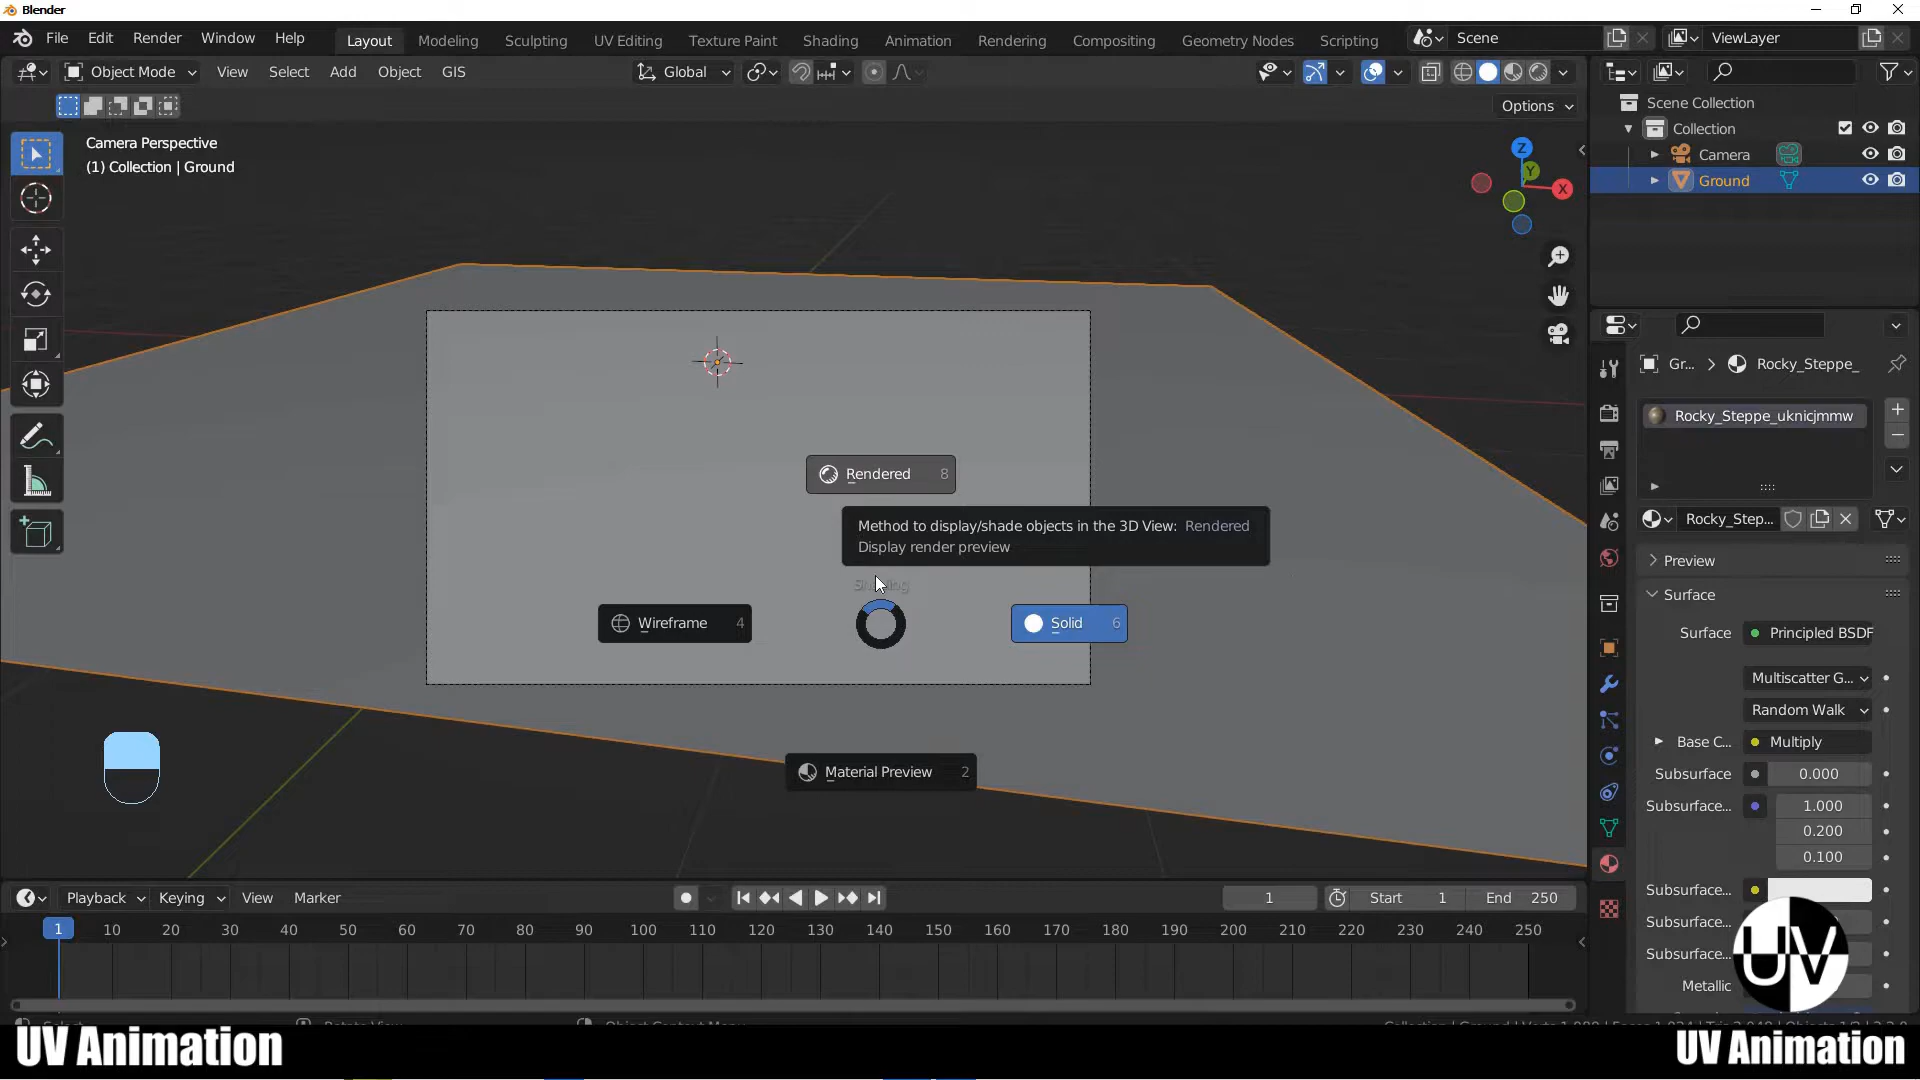 Blender
File Edit Render Window Help Layout Modeling Sculpting UV Editing Texture Paint Shading Animation Rendering Compositing Geometry Nodes Scripting Scene ViewLayer
Object Mode View Select Add Object GIS Global
Options
Camera Perspective
(1) Collection | Ground
Z
Y
X
Scene Collection
Collection
Camera
Ground
Gr... > Rocky_Steppe_
Rocky_Steppe_uknicjmmw
Rocky_Step...
Rendered 8
Method to display/shade objects in the 3D View: Rendered
Display render preview
Shading
Wireframe 4
Solid 6
Material Preview 2
Preview
Surface
Surface Principled BSDF
Multiscatter G...
Random Walk
Base C... Multiply
Subsurface 0.000
Subsurface... 1.000
0.200
0.100
Subsurface...
Subsurface...
Subsurface...
Metallic
UV
Playback Keying View Marker 1 Start 1 End 250
1 10 20 30 40 50 60 70 80 90 100 110 120 130 140 150 160 170 180 190 200 210 220 230 240 250
UV Animation
UV Animation